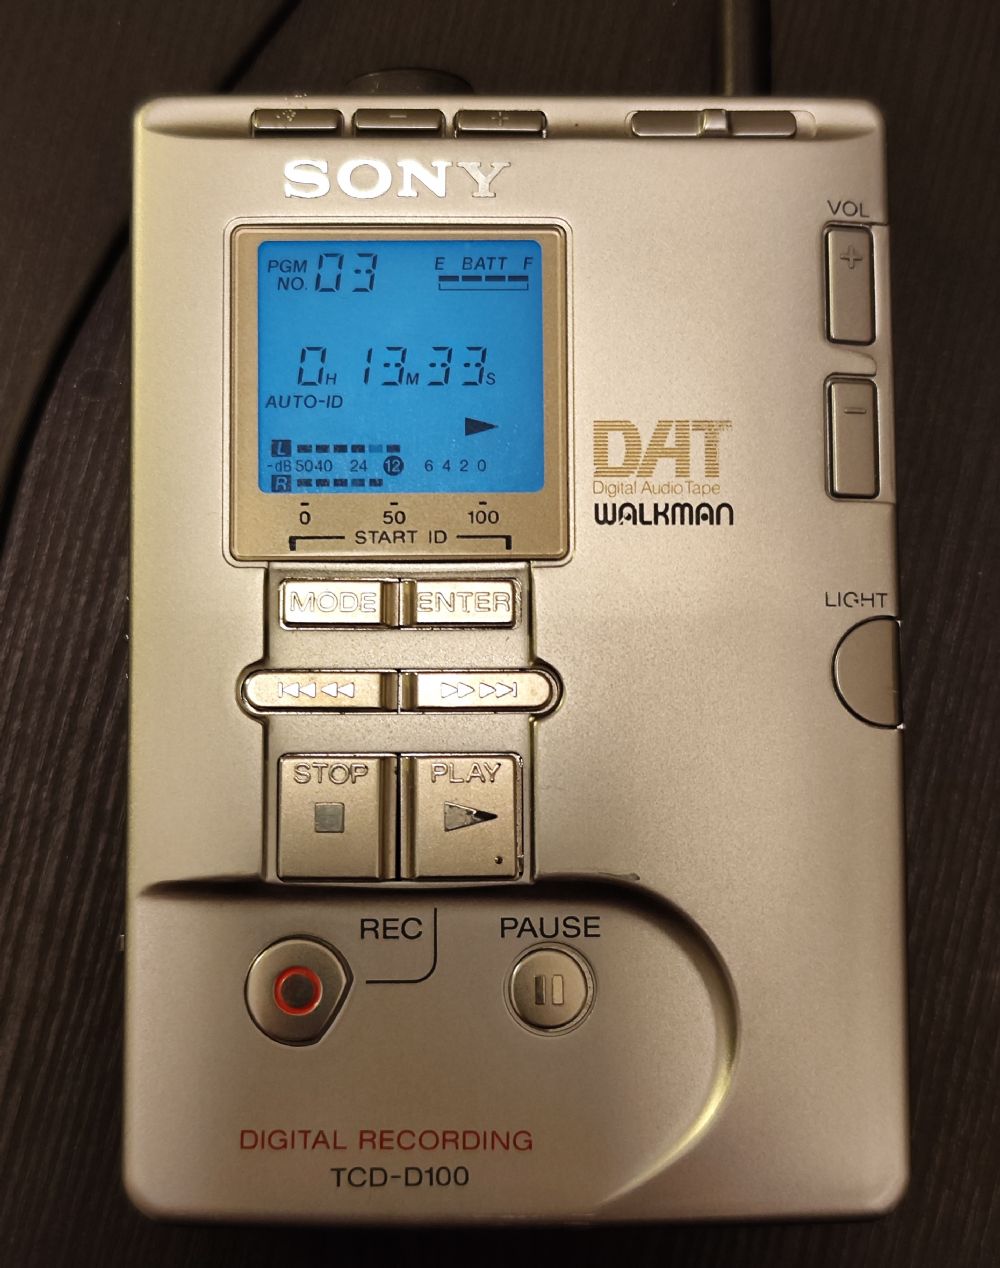 SONY
VOL
PGM NO. 03
E BATT F
0H 13M 33S
AUTO-ID
L
-dB 50 40 24 12 6 4 2 0
R
0 50 100
START ID
DAT
Digital Audio Tape
WALKMAN
MODE ENTER
LIGHT
STOP PLAY
REC PAUSE
DIGITAL RECORDING
TCD-D100